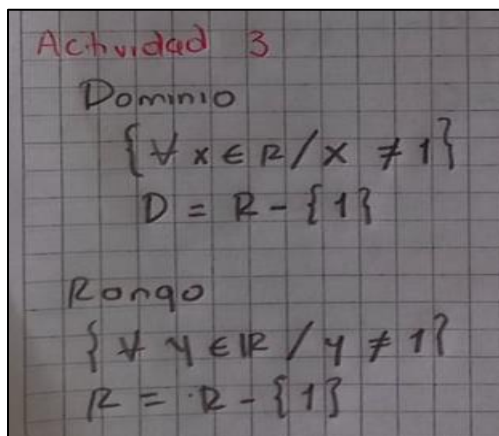 Actividad 3
Dominio
{∀ x ∈ R / x ≠ 1}
D = R - {1}
Rango
{∀ y ∈ R / y ≠ 1}
R = R - {1}